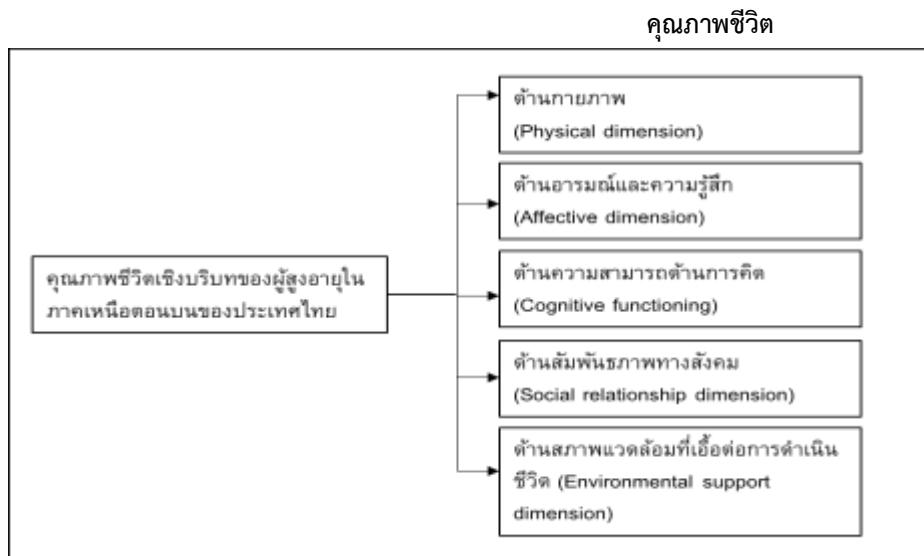 คุณภาพชีวิต
ด้านกายภาพ
(Physical dimension)
ด้านอารมณ์และความรู้สึก
(Affective dimension)
คุณภาพชีวิตเชิงบริบทของผู้สูงอายุใน
ภาคเหนือตอนบนของประเทศไทย
ด้านความสามารถด้านการคิด
(Cognitive functioning)
ด้านสัมพันธภาพทางสังคม
(Social relationship dimension)
ด้านสภาพแวดล้อมที่เอื้อต่อการดำเนิน
ชีวิต (Environmental support
dimension)